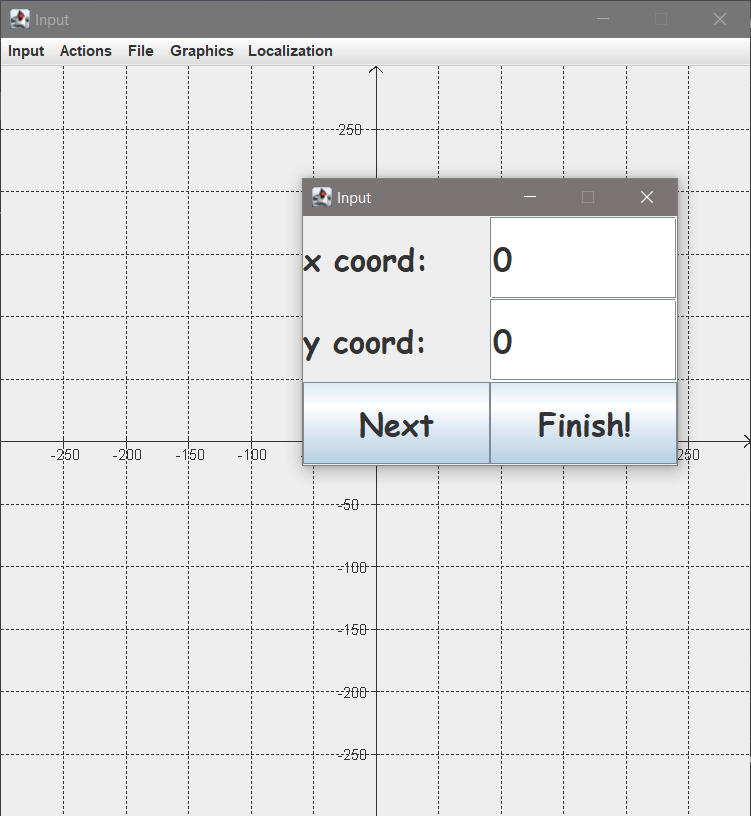 Input
Input Actions File Graphics Localization
250
Input
x coord: 0
y coord: 0
Next Finish!
-250 -200 -150 -100 250
-50
-100
-150
-200
-250